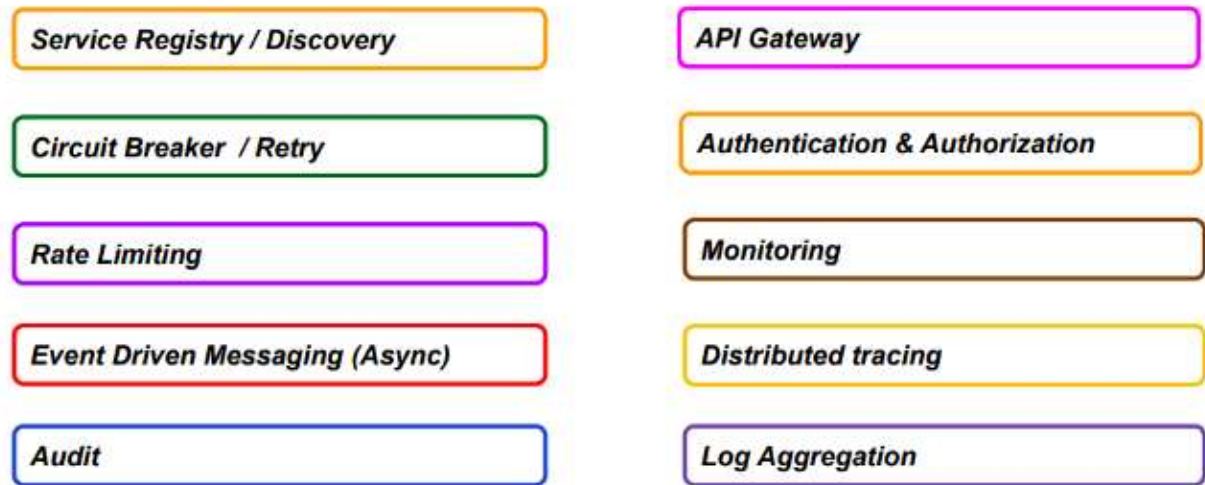 Service Registry / Discovery
API Gateway
Circuit Breaker / Retry
Authentication & Authorization
Rate Limiting
Monitoring
Event Driven Messaging (Async)
Distributed tracing
Audit
Log Aggregation